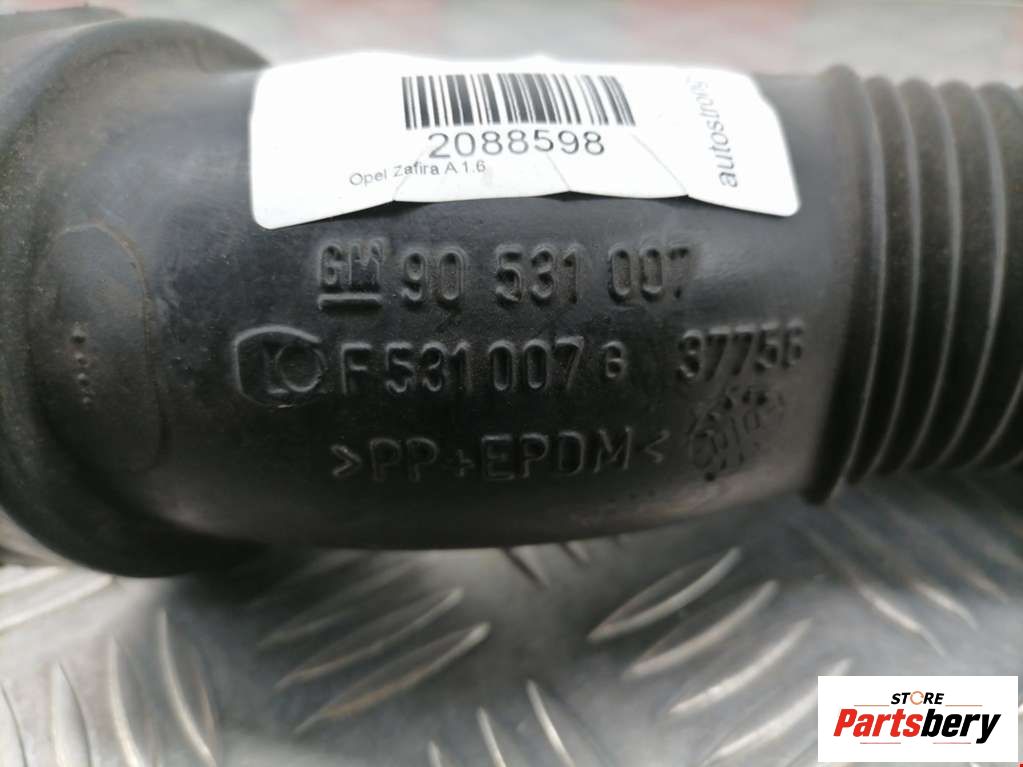 2088598
Opel Zafira A 1.6
autostrong
GM 90 531 007
F 531 007 G 37756
>PP+EPDM<
STORE
Partsbery